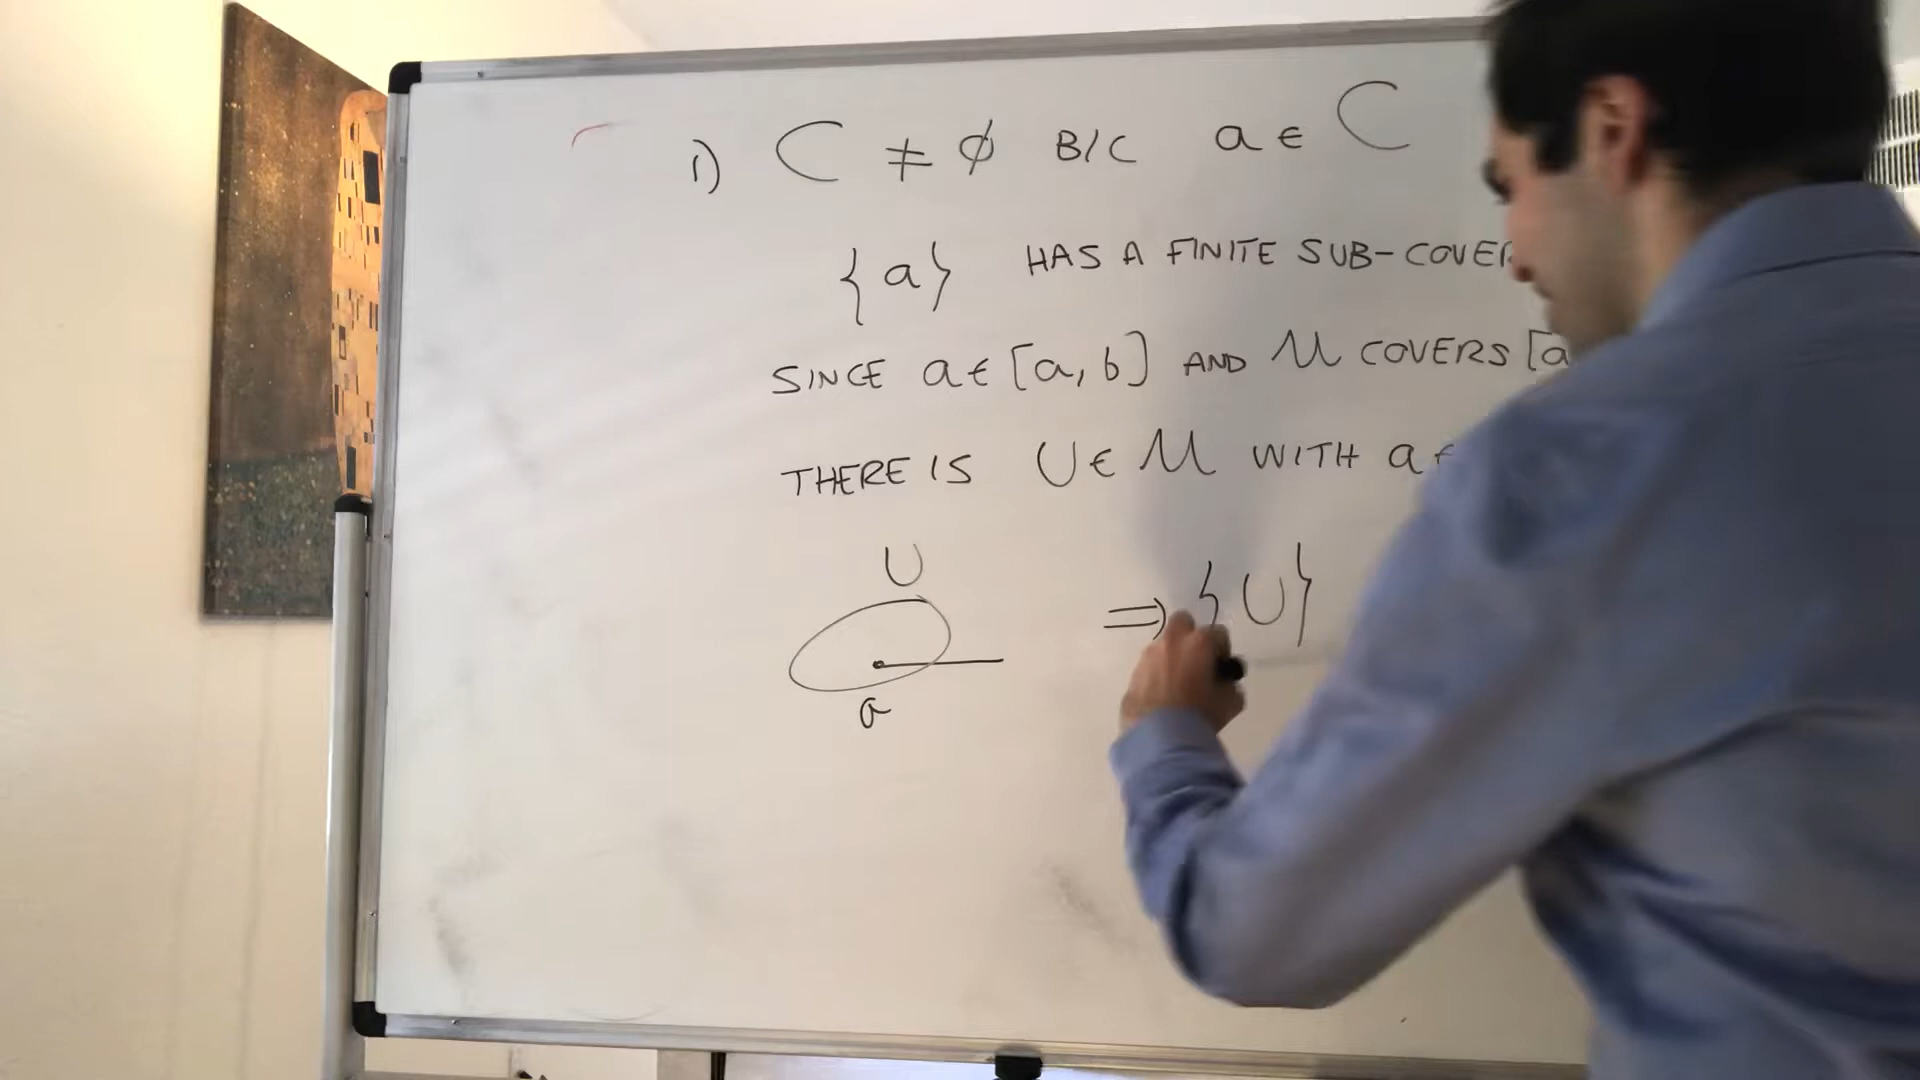 1) C ≠ ∅ B/C a ∈ C
{a} HAS A FINITE SUB-COVER
SINCE a ∈ [a, b] AND 𝒰 COVERS [a
THERE IS U ∈ 𝒰 WITH a ∈
U
⇒ {U}
a